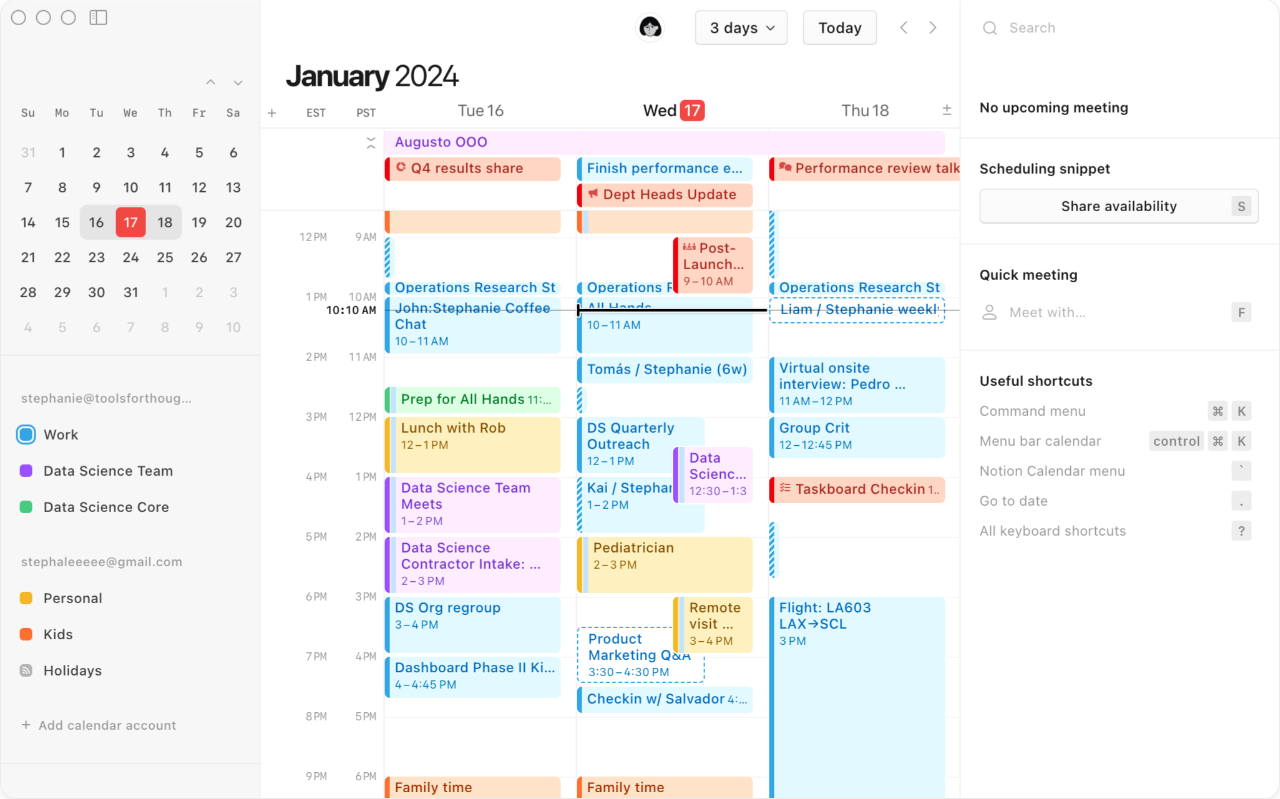 3 days
Today
Search
January 2024
Su Mo Tu We Th Fr Sa
31 1 2 3 4 5 6
7 8 9 10 11 12 13
14 15 16 17 18 19 20
21 22 23 24 25 26 27
28 29 30 31 1 2 3
4 5 6 7 8 9 10
stephanie@toolsforthoug...
Work
Data Science Team
Data Science Core
stephaleeeee@gmail.com
Personal
Kids
Holidays
+ Add calendar account
+ EST PST
Tue 16
Wed 17
Thu 18
Augusto OOO
Q4 results share
Finish performance e...
Performance review talk
Dept Heads Update
12 PM 9 AM
1 PM 10 AM
10:10 AM
2 PM 11 AM
3 PM 12 PM
4 PM 1 PM
5 PM 2 PM
6 PM 3 PM
7 PM 4 PM
8 PM 5 PM
9 PM 6 PM
Operations Research St
John:Stephanie Coffee
Chat
10–11 AM
Prep for All Hands 11:...
Lunch with Rob
12–1 PM
Data Science Team
Meets
1–2 PM
Data Science
Contractor Intake: ...
2–3 PM
DS Org regroup
3–4 PM
Dashboard Phase II Ki...
4–4:45 PM
Family time
Post-
Launch...
9–10 AM
Operations R
All Hands
10–11 AM
Tomás / Stephanie (6w)
DS Quarterly
Outreach
12–1 PM
Data
Scienc...
12:30–1:3
Kai / Stephar
1–2 PM
Pediatrician
2–3 PM
Remote
visit ...
3–4 PM
Product
Marketing Q&A
3:30–4:30 PM
Checkin w/ Salvador 4:...
Family time
Operations Research St
Liam / Stephanie weekl
Virtual onsite
interview: Pedro ...
11 AM–12 PM
Group Crit
12–12:45 PM
Taskboard Checkin 1..
Flight: LA603
LAX→SCL
3 PM
No upcoming meeting
Scheduling snippet
Share availability S
Quick meeting
Meet with... F
Useful shortcuts
Command menu ⌘ K
Menu bar calendar control ⌘ K
Notion Calendar menu `
Go to date .
All keyboard shortcuts ?